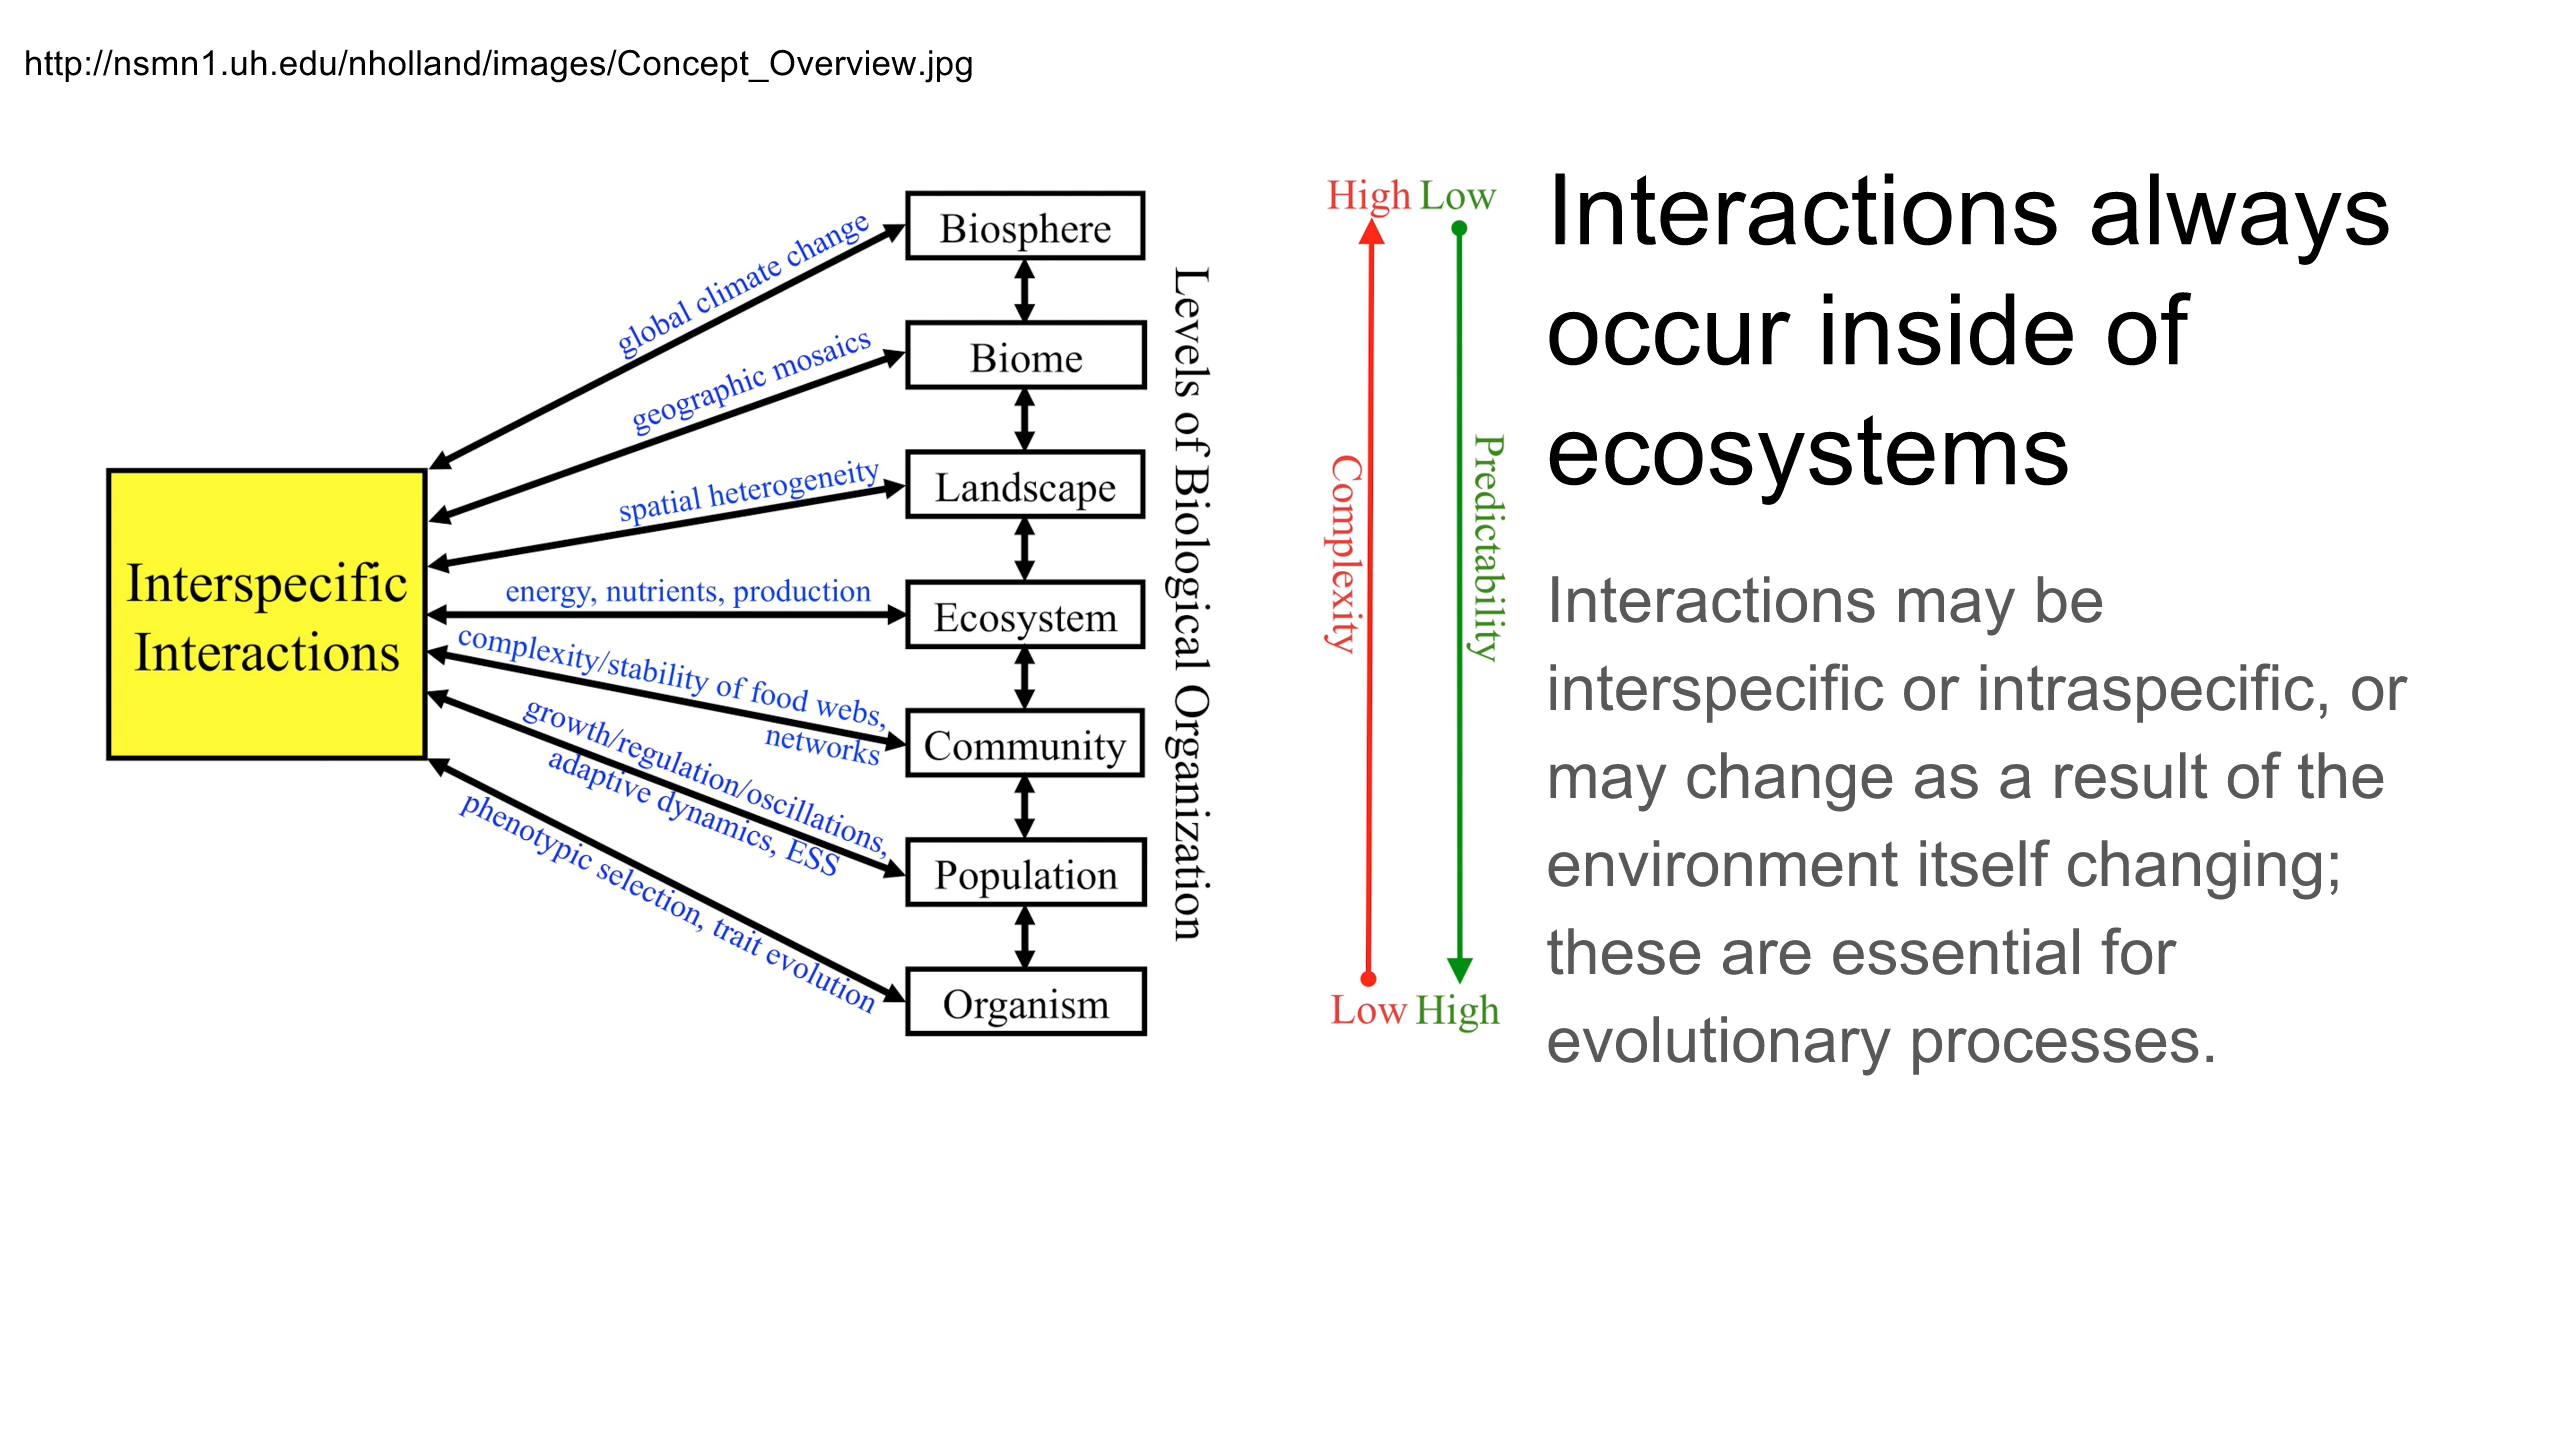 http://nsmn1.uh.edu/nholland/images/Concept_Overview.jpg
Interspecific
Interactions
global climate change
geographic mosaics
spatial heterogeneity
energy, nutrients, production
complexity/stability of food webs,
networks
growth/regulation/oscillations,
adaptive dynamics, ESS
phenotypic selection, trait evolution
Biosphere
Biome
Landscape
Ecosystem
Community
Population
Organism
Levels of Biological Organization
High Low
Complexity
Predictability
Low High
Interactions always
occur inside of
ecosystems
Interactions may be
interspecific or intraspecific, or
may change as a result of the
environment itself changing;
these are essential for
evolutionary processes.